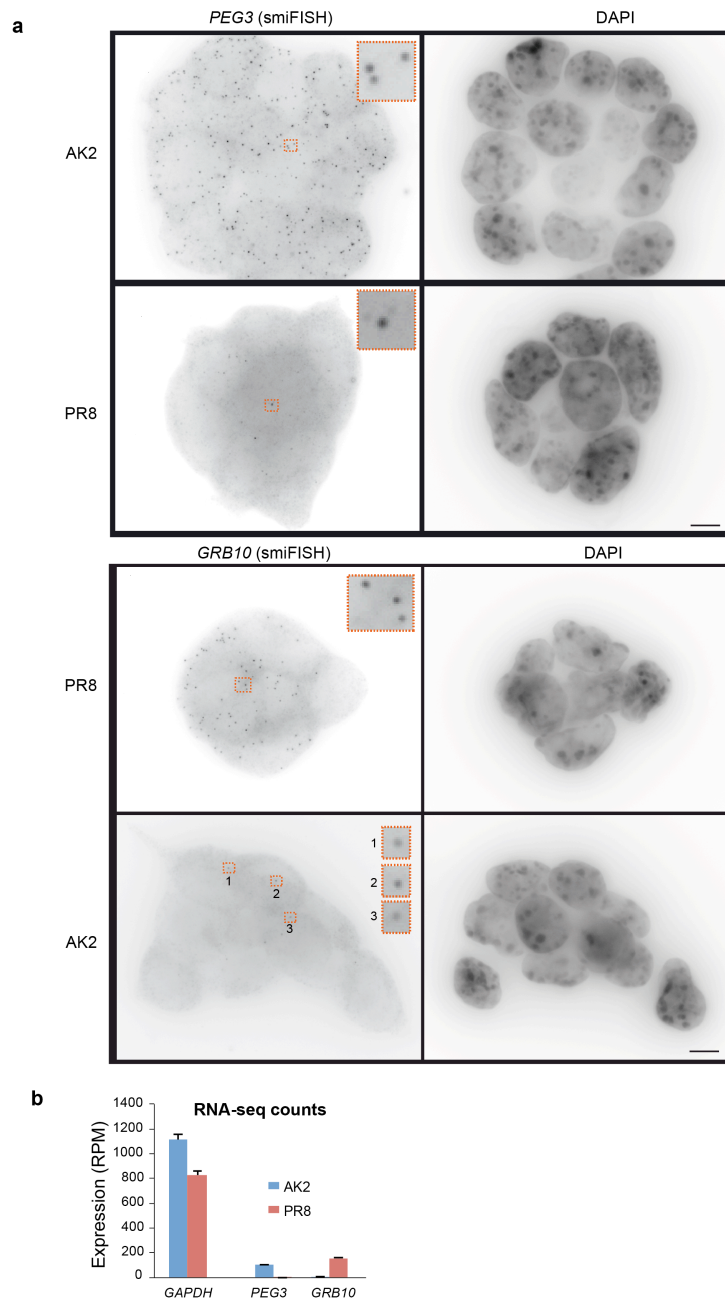 a
PEG3 (smiFISH) DAPI
AK2
PR8
GRB10 (smiFISH) DAPI
PR8
AK2
1
2
3
1
2
3
b
RNA-seq counts
Expression (RPM)
1400
1200
1000
800
600
400
200
0
AK2
PR8
GAPDH PEG3 GRB10